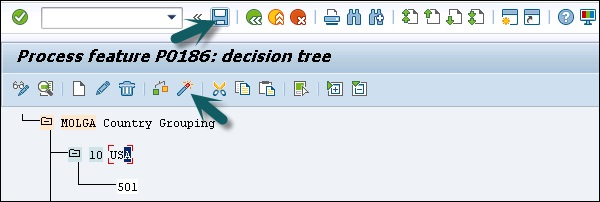 Process feature P0186: decision tree
MOLGA Country Grouping
10 USA
501